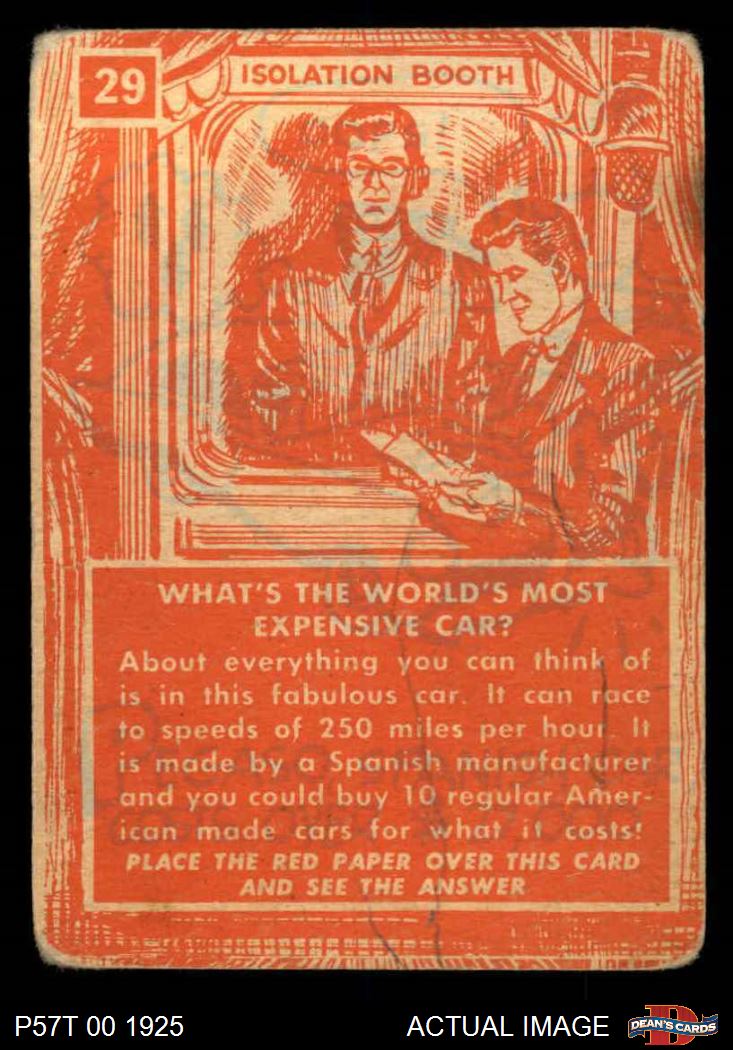 29
ISOLATION BOOTH
WHAT'S THE WORLD'S MOST
EXPENSIVE CAR?
About everything you can think of
is in this fabulous car. It can race
to speeds of 250 miles per hour. It
is made by a Spanish manufacturer
and you could buy 10 regular Amer-
ican made cars for what it costs!
PLACE THE RED PAPER OVER THIS CARD
AND SEE THE ANSWER
P57T 00 1925
ACTUAL IMAGE
D
DEAN'S CARDS